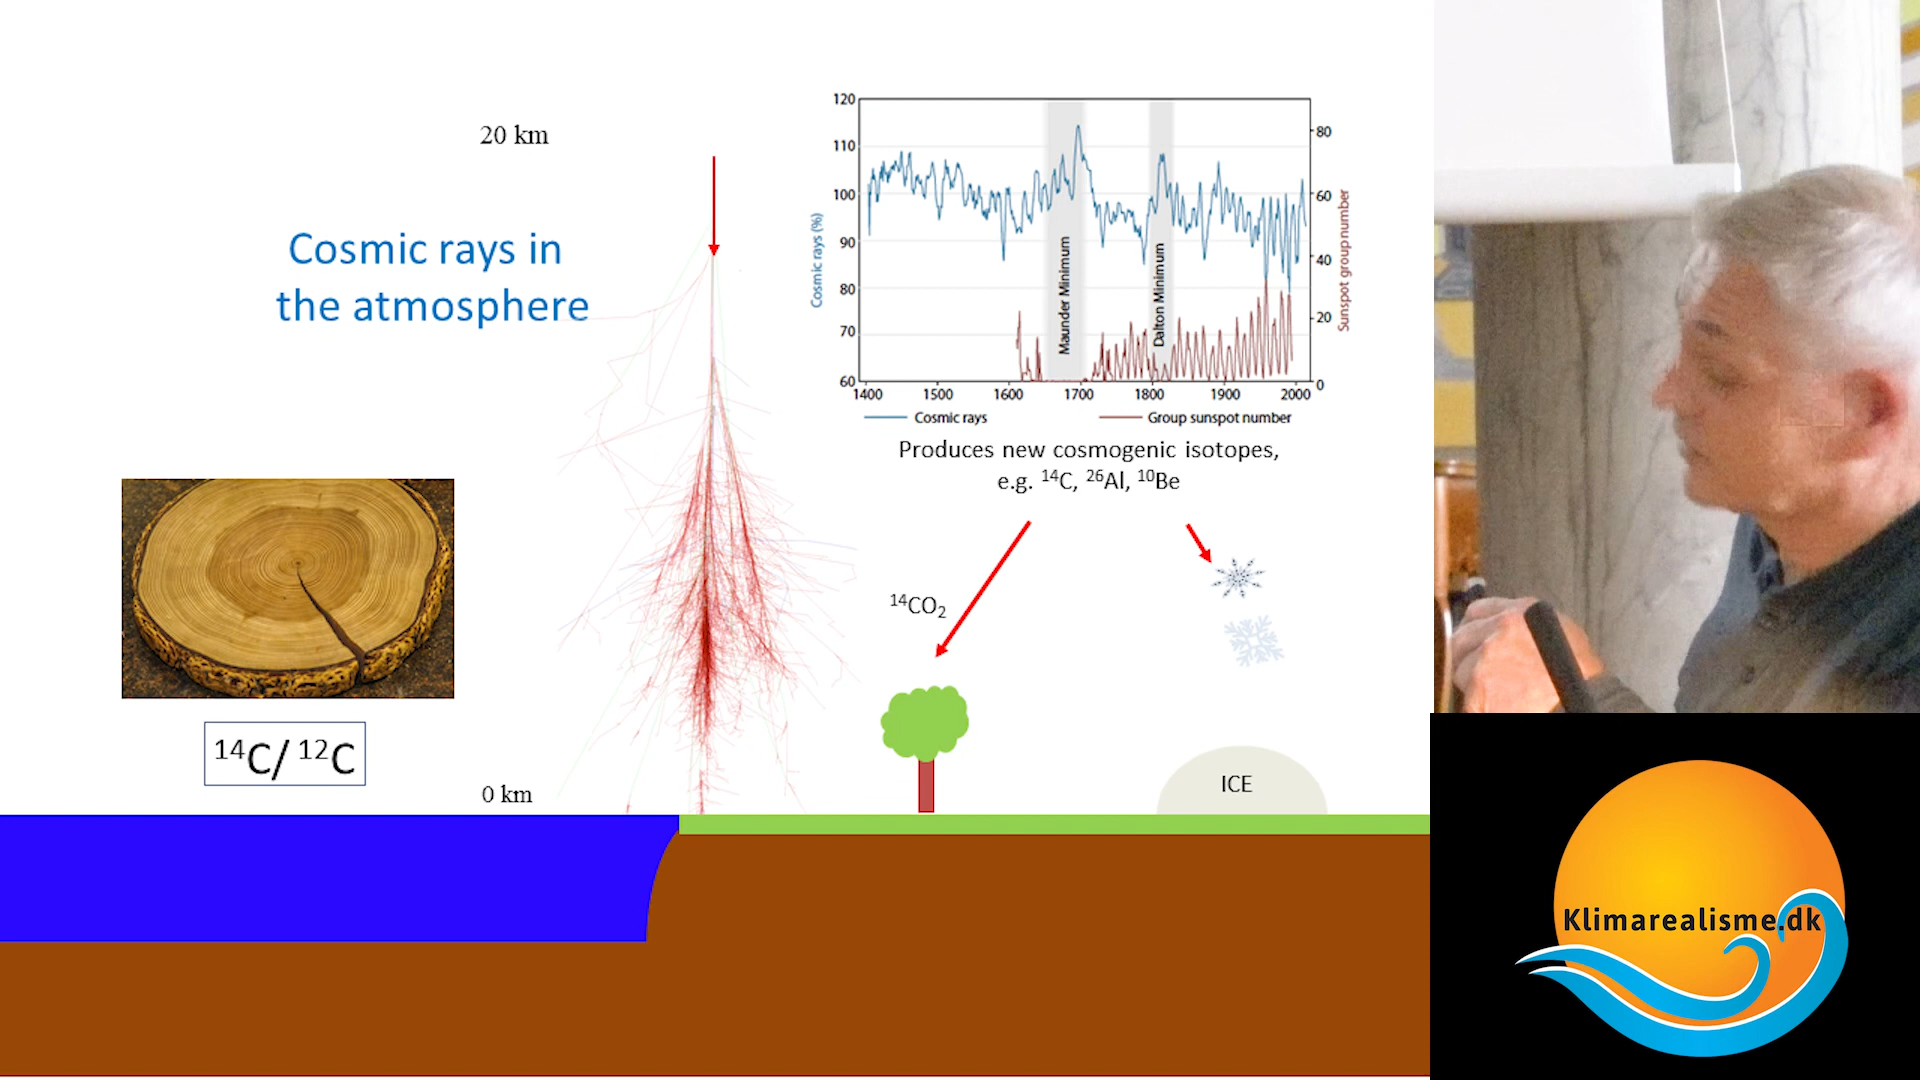 20 km
Cosmic rays in
the atmosphere
120
110
100
90
80
70
60
Cosmic rays (%)
80
60
40
20
0
Sunspot group number
Maunder Minimum
Dalton Minimum
1400 1500 1600 1700 1800 1900 2000
Cosmic rays Group sunspot number
Produces new cosmogenic isotopes,
e.g. ¹⁴C, ²⁶Al, ¹⁰Be
¹⁴CO₂
¹⁴C/ ¹²C
0 km
ICE
Klimarealisme.dk